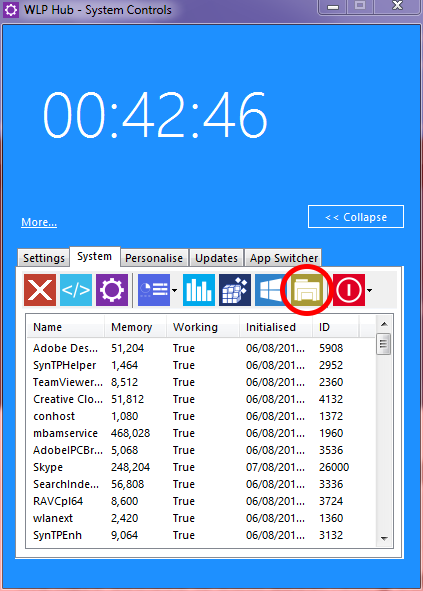 WLP Hub - System Controls
00:42:46
More...
<< Collapse
Settings System Personalise Updates App Switcher
</>
Name Memory Working Initialised ID
Adobe Des... 51,204 True 06/08/201... 5908
SynTPHelper 1,464 True 06/08/201... 2952
TeamViewer... 8,512 True 06/08/201... 2360
Creative Clo... 51,812 True 06/08/201... 4132
conhost 1,080 True 06/08/201... 1372
mbamservice 468,028 True 06/08/201... 1960
AdobeIPCBr... 5,068 True 06/08/201... 3536
Skype 248,204 True 07/08/201... 26000
SearchInde... 56,808 True 06/08/201... 3336
RAVCpl64 8,600 True 06/08/201... 3724
wlanext 2,420 True 06/08/201... 1360
SynTPEnh 9,064 True 06/08/201... 3132